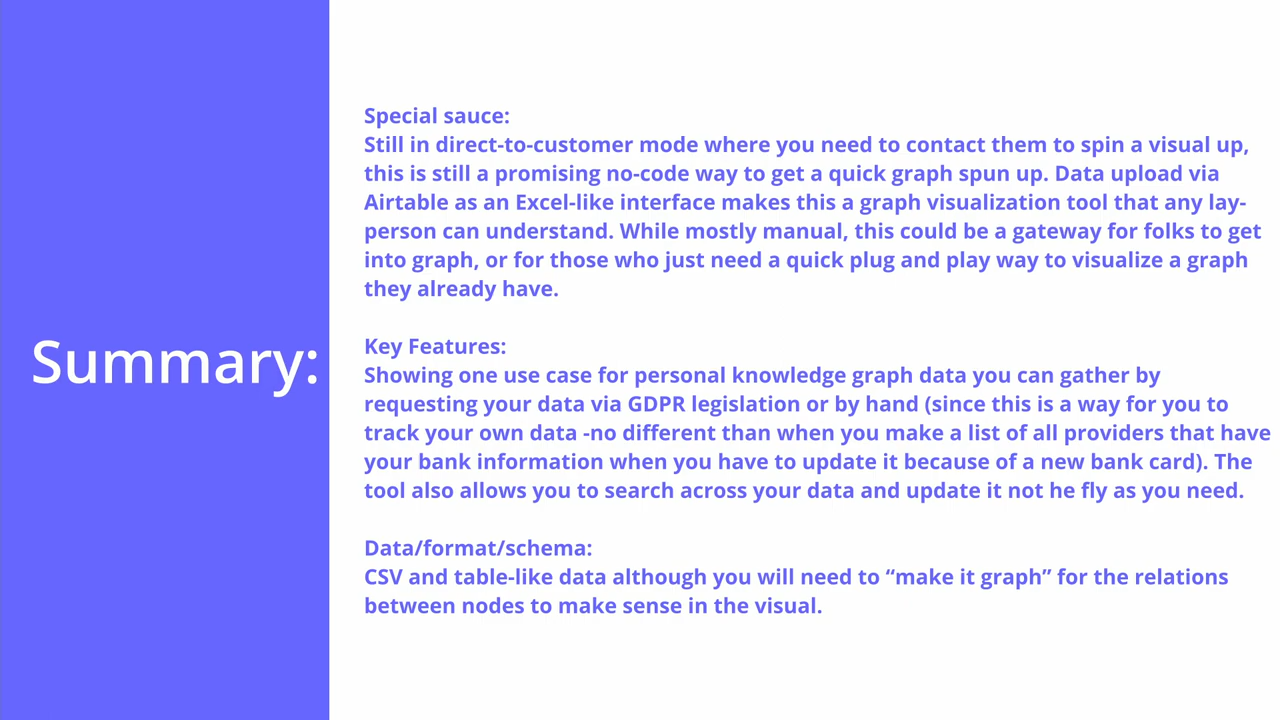 Summary:
Special sauce:
Still in direct-to-customer mode where you need to contact them to spin a visual up,
this is still a promising no-code way to get a quick graph spun up. Data upload via
Airtable as an Excel-like interface makes this a graph visualization tool that any lay-
person can understand. While mostly manual, this could be a gateway for folks to get
into graph, or for those who just need a quick plug and play way to visualize a graph
they already have.
Key Features:
Showing one use case for personal knowledge graph data you can gather by
requesting your data via GDPR legislation or by hand (since this is a way for you to
track your own data -no different than when you make a list of all providers that have
your bank information when you have to update it because of a new bank card). The
tool also allows you to search across your data and update it not he fly as you need.
Data/format/schema:
CSV and table-like data although you will need to “make it graph” for the relations
between nodes to make sense in the visual.